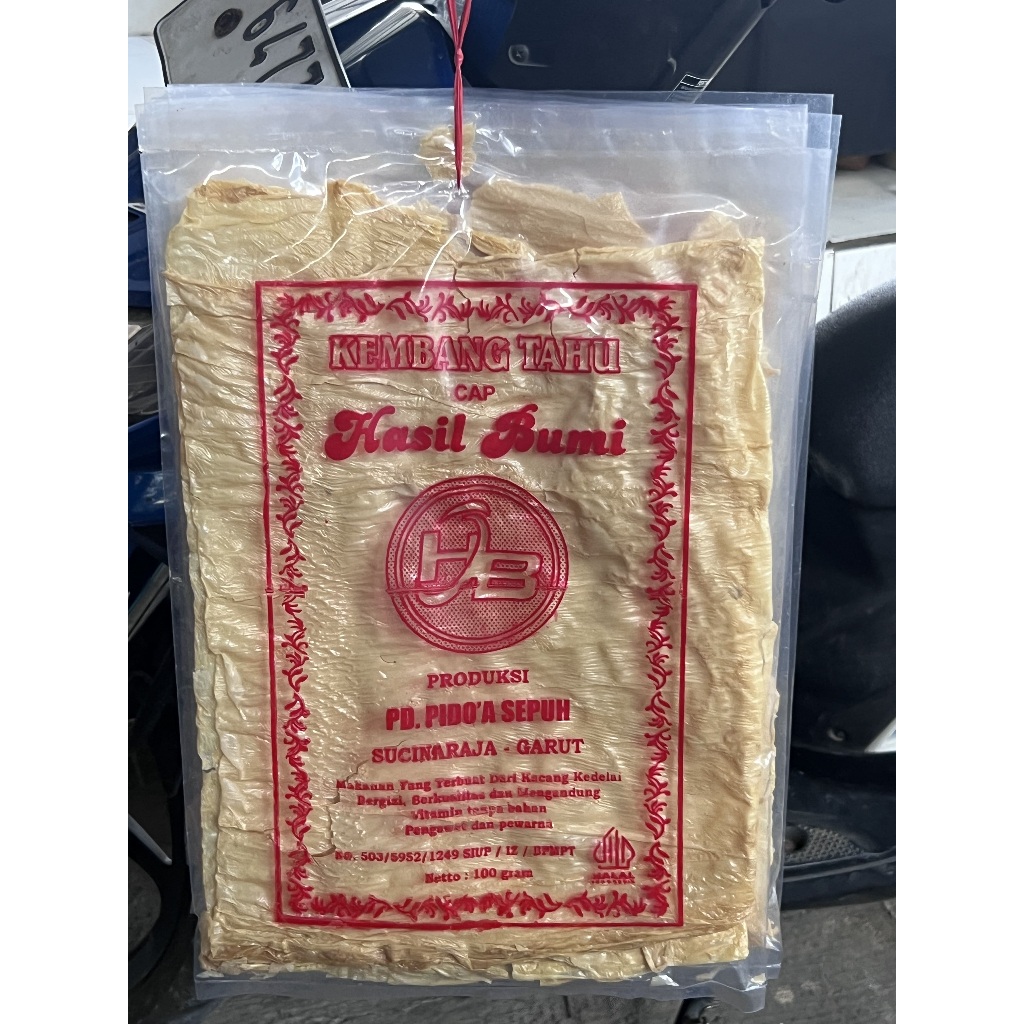 KEMBANG TAHU
CAP
Hasil Bumi
HB
PRODUKSI
PD. PIDO'A SEPUH
SUCINARAJA - GARUT
Makanan Yang Terbuat Dari Kacang Kedelai
Bergizi, Berkualitas dan Mengandung
Vitamin tanpa bahan
Pengawet dan pewarna
NO. 503/5952/1249 SIUP / IZ / BPMPT
Netto : 100 gram
HALAL
INDONESIA